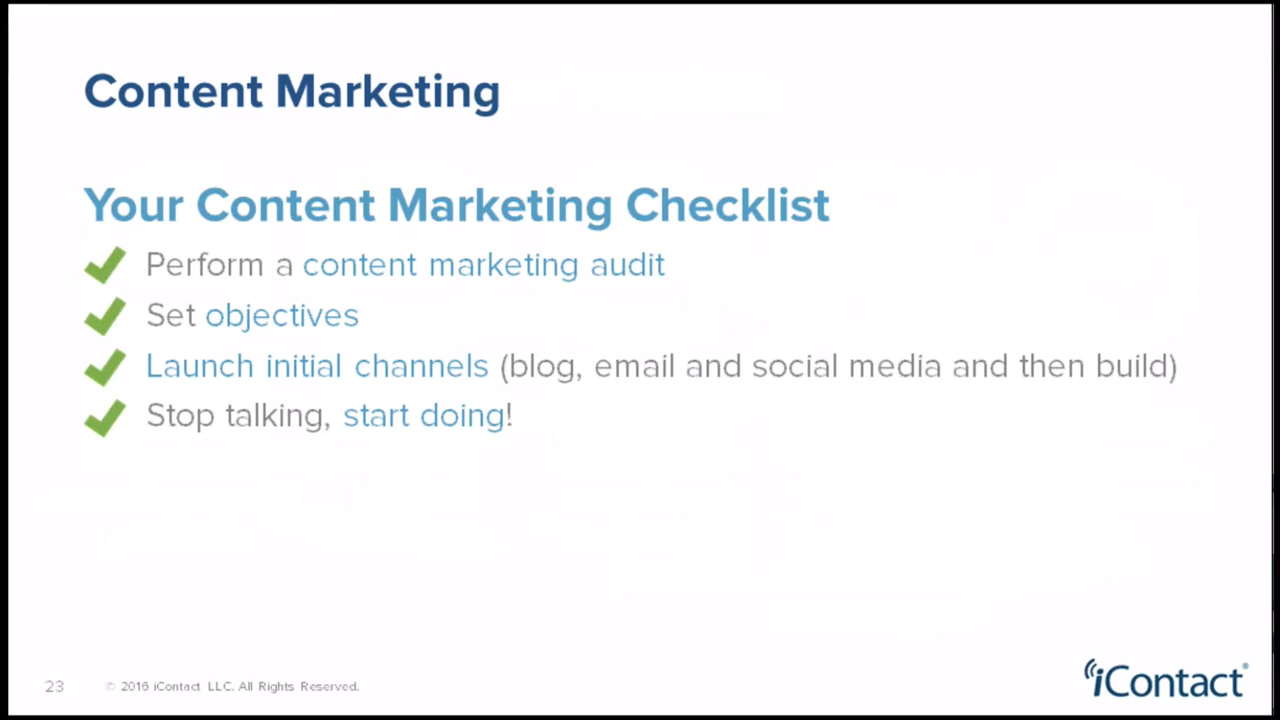 Content Marketing
Your Content Marketing Checklist
Perform a content marketing audit
Set objectives
Launch initial channels (blog, email and social media and then build)
Stop talking, start doing!
23 © 2016 iContact LLC. All Rights Reserved.
iContact®